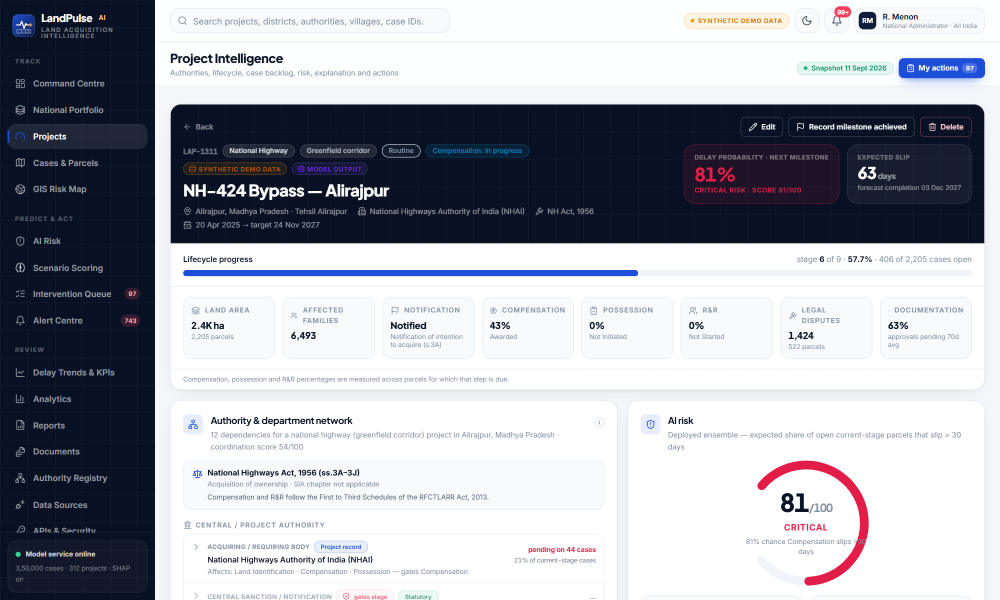 LandPulse AI
LAND ACQUISITION
INTELLIGENCE
TRACK
Command Centre
National Portfolio
Projects
Cases & Parcels
GIS Risk Map
PREDICT & ACT
AI Risk
Scenario Scoring
Intervention Queue 97
Alert Centre 743
REVIEW
Delay Trends & KPIs
Analytics
Reports
Documents
Authority Registry
Data Sources
APIs & Security
Model service online
3,50,000 cases · 312 projects · SHAP
on
Search projects, districts, authorities, villages, case IDs.
SYNTHETIC DEMO DATA
99+
RM
R. Menon
National Administrator · All India
Project Intelligence
Authorities, lifecycle, case backlog, risk, explanation and actions
Snapshot 11 Sept 2026
My actions 97
Back
Edit
Record milestone achieved
Delete
LAP-1311 National Highway Greenfield corridor Routine Compensation: In progress
SYNTHETIC DEMO DATA MODEL OUTPUT
NH-424 Bypass — Alirajpur
Alirajpur, Madhya Pradesh · Tehsil Alirajpur National Highways Authority of India (NHAI) NH Act, 1956
20 Apr 2025 → target 24 Nov 2027
DELAY PROBABILITY · NEXT MILESTONE
81%
CRITICAL RISK · SCORE 81/100
EXPECTED SLIP
63 days
forecast completion 03 Dec 2027
Lifecycle progress
stage 6 of 9 · 57.7% · 406 of 2,205 cases open
LAND AREA
2.4K ha
2,205 parcels
AFFECTED
FAMILIES
6,493
NOTIFICATION
Notified
Notification of intention
to acquire (s.3A)
COMPENSATION
43%
Awarded
POSSESSION
0%
Not Initiated
R&R
0%
Not Started
LEGAL
DISPUTES
1,424
522 parcels
DOCUMENTATION
63%
approvals pending 70d
avg
Compensation, possession and R&R percentages are measured across parcels for which that step is due.
Authority & department network
12 dependencies for a national highway (greenfield corridor) project in Alirajpur, Madhya Pradesh ·
coordination score 54/100
National Highways Act, 1956 (ss.3A–3J)
Acquisition of ownership · SIA chapter not applicable
Compensation and R&R follow the First to Third Schedules of the RFCTLARR Act, 2013.
CENTRAL / PROJECT AUTHORITY
ACQUIRING / REQUIRING BODY Project record
National Highways Authority of India (NHAI)
Affects: Land Identification · Compensation · Possession — gates Compensation
pending on 44 cases
21% of current-stage cases
CENTRAL SANCTION / NOTIFICATION gates stage Statutory —
AI risk
Deployed ensemble — expected share of open current-stage parcels that slip > 30
days
81/100
CRITICAL
81% chance Compensation slips >30
days